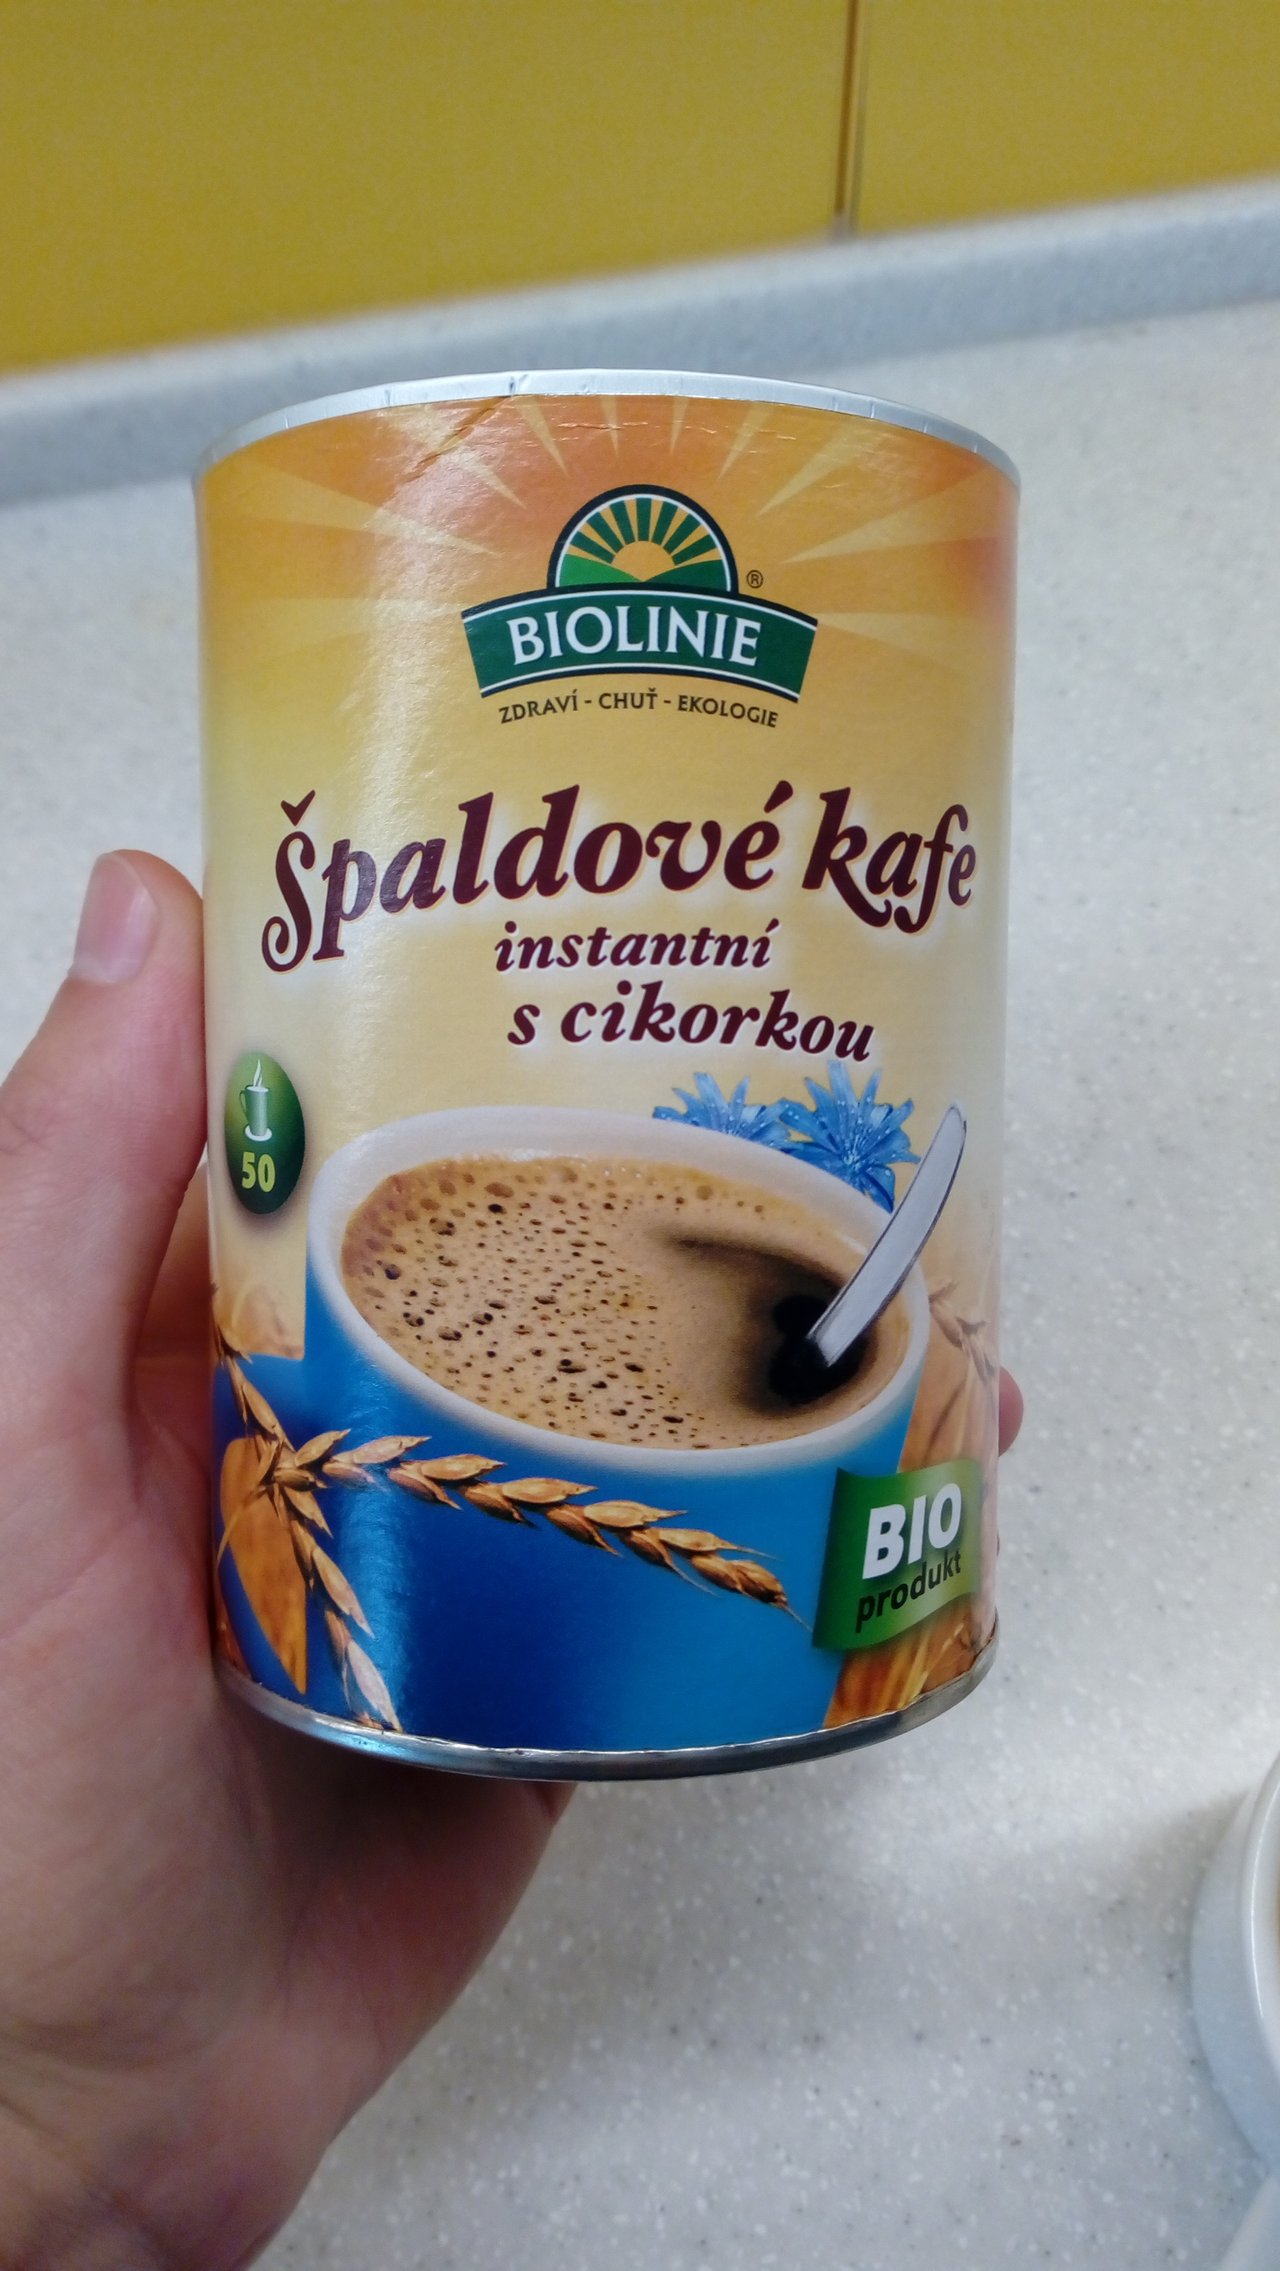 BIOLINIE
®
ZDRAVÍ - CHUŤ - EKOLOGIE
Špaldové kafe
instantní
s cikorkou
50
BIO
produkt